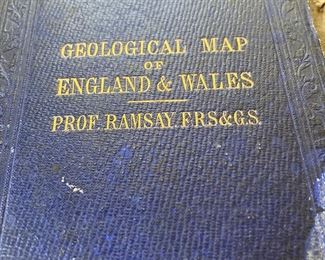 GEOLOGICAL MAP
OF
ENGLAND & WALES
PROF. RAMSAY. F.R.S & G.S.